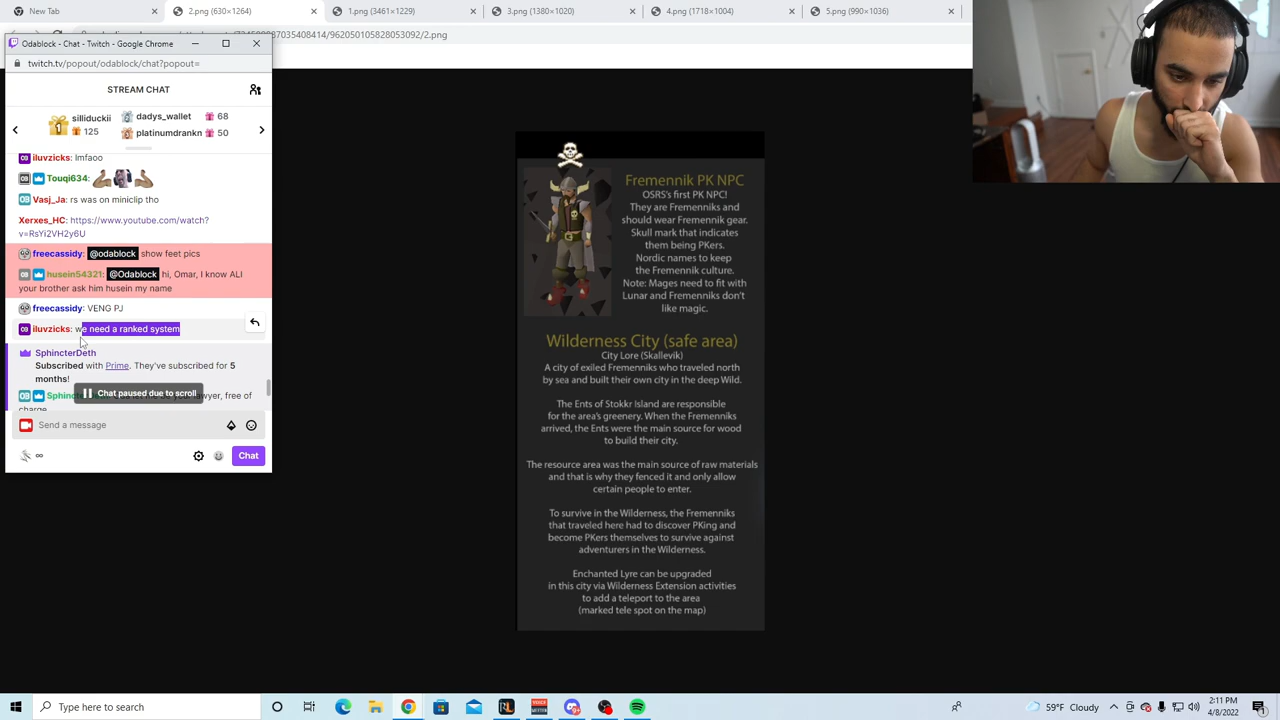 New Tab
2.png (630×1264)
1.png (3461×1229)
3.png (1380×1020)
4.png (1718×1004)
5.png (990×1036)
734508087035408414/962050105828053092/2.png
Odablock - Chat - Twitch - Google Chrome
twitch.tv/popout/odablock/chat?popout=
STREAM CHAT
silliduckii
125
dadys_wallet 68
platinumdrankn 50
iluvzicks: lmfaoo
Touqi634:
Vasj_Ja: rs was on miniclip tho
Xerxes_HC: https://www.youtube.com/watch?
v=RsYi2VH2y6U
freecassidy: @odablock show feet pics
husein54321: @Odablock hi, Omar, I know ALI
your brother ask him husein my name
freecassidy: VENG PJ
iluvzicks: we need a ranked system
SphincterDeth
Subscribed with Prime. They've subscribed for 5
months!
Chat paused due to scroll
Sphinc awyer, free of
charge
Send a message
∞
Chat
Fremennik PK NPC
OSRS's first PK NPC!
They are Fremenniks and
should wear Fremennik gear.
Skull mark that indicates
them being PKers.
Nordic names to keep
the Fremennik culture.
Note: Mages need to fit with
Lunar and Fremenniks don't
like magic.
Wilderness City (safe area)
City Lore (Skallevik)
A city of exiled Fremenniks who traveled north
by sea and built their own city in the deep Wild.
The Ents of Stokkr Island are responsible
for the area's greenery. When the Fremenniks
arrived, the Ents were the main source for wood
to build their city.
The resource area was the main source of raw materials
and that is why they fenced it and only allow
certain people to enter.
To survive in the Wilderness, the Fremenniks
that traveled here had to discover PKing and
become PKers themselves to survive against
adventurers in the Wilderness.
Enchanted Lyre can be upgraded
in this city via Wilderness Extension activities
to add a teleport to the area
(marked tele spot on the map)
Type here to search
59°F Cloudy
2:11 PM
4/8/2022